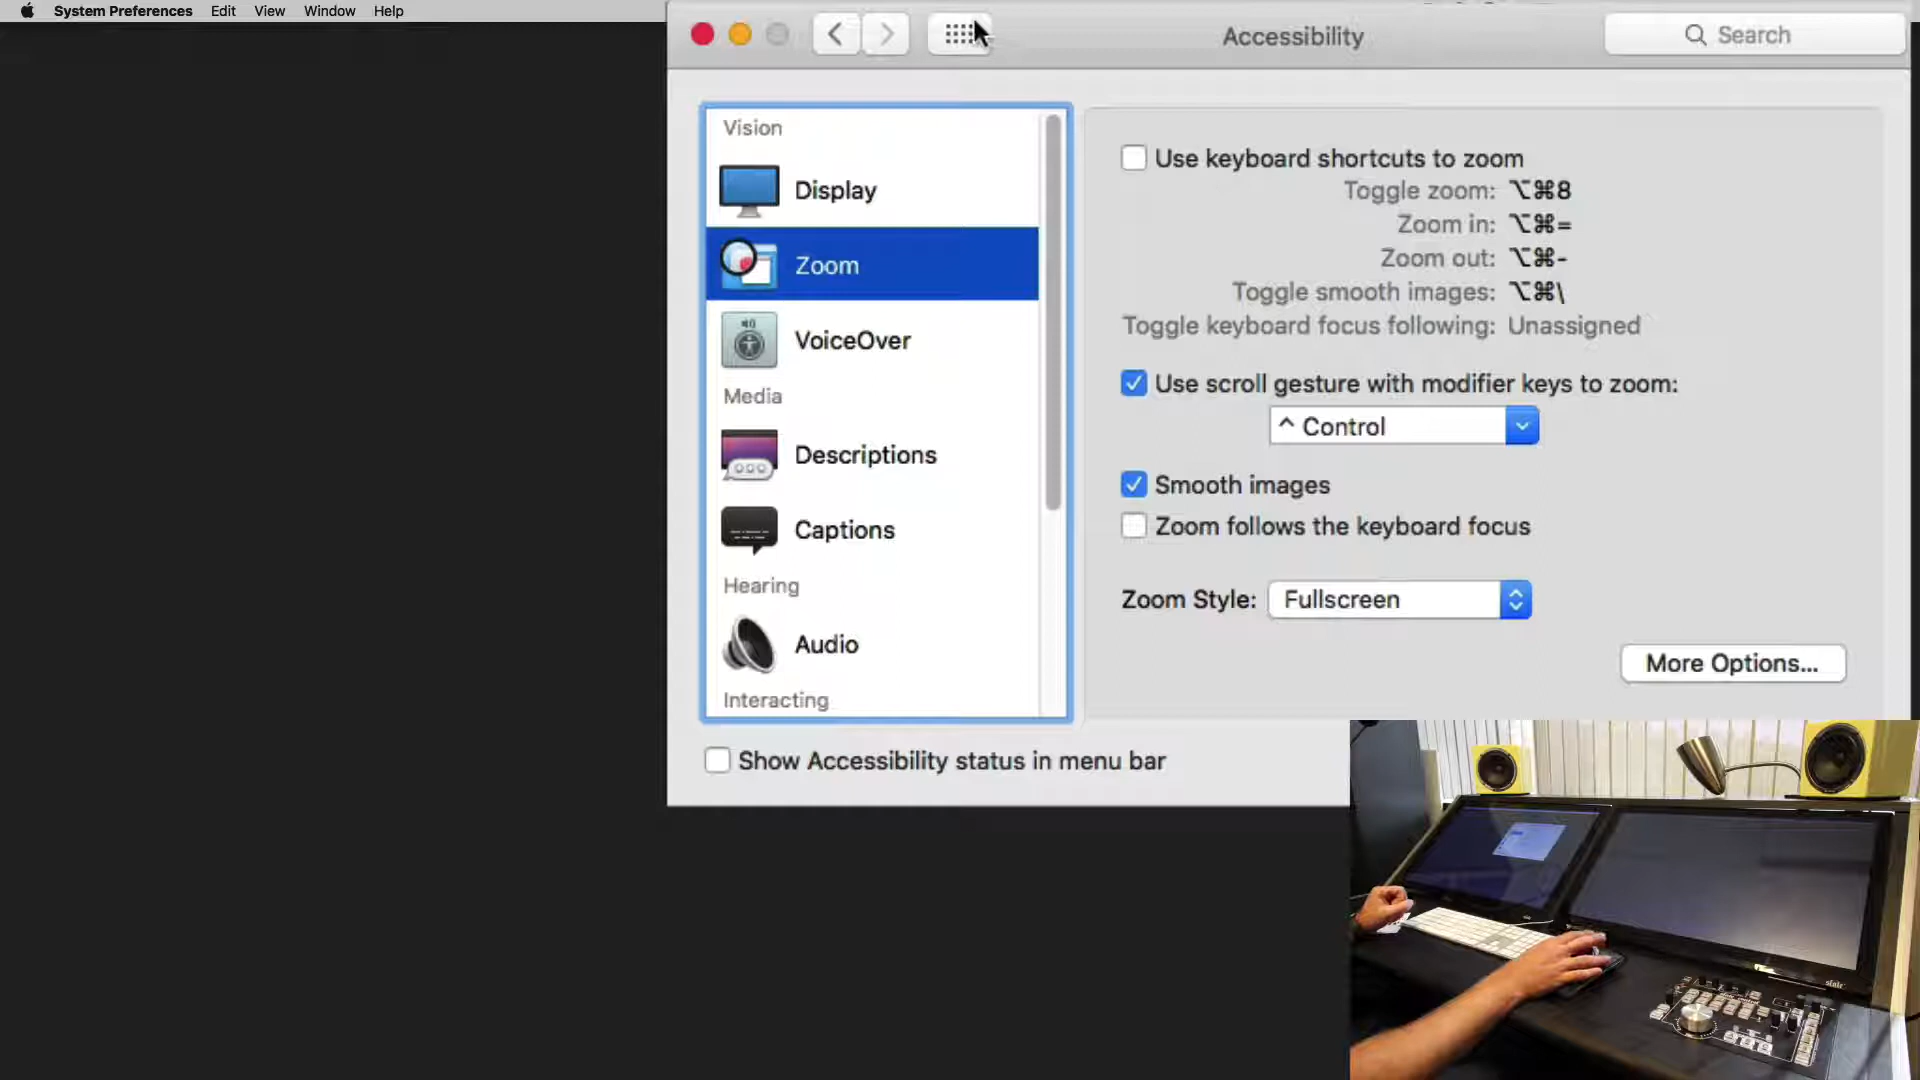 System Preferences Edit View Window Help
Accessibility
Search
Vision
Display
Zoom
VoiceOver
Media
Descriptions
Captions
Hearing
Audio
Interacting
Use keyboard shortcuts to zoom
Toggle zoom: ⌥⌘8
Zoom in: ⌥⌘=
Zoom out: ⌥⌘-
Toggle smooth images: ⌥⌘\
Toggle keyboard focus following: Unassigned
Use scroll gesture with modifier keys to zoom:
^ Control
Smooth images
Zoom follows the keyboard focus
Zoom Style: Fullscreen
More Options...
Show Accessibility status in menu bar